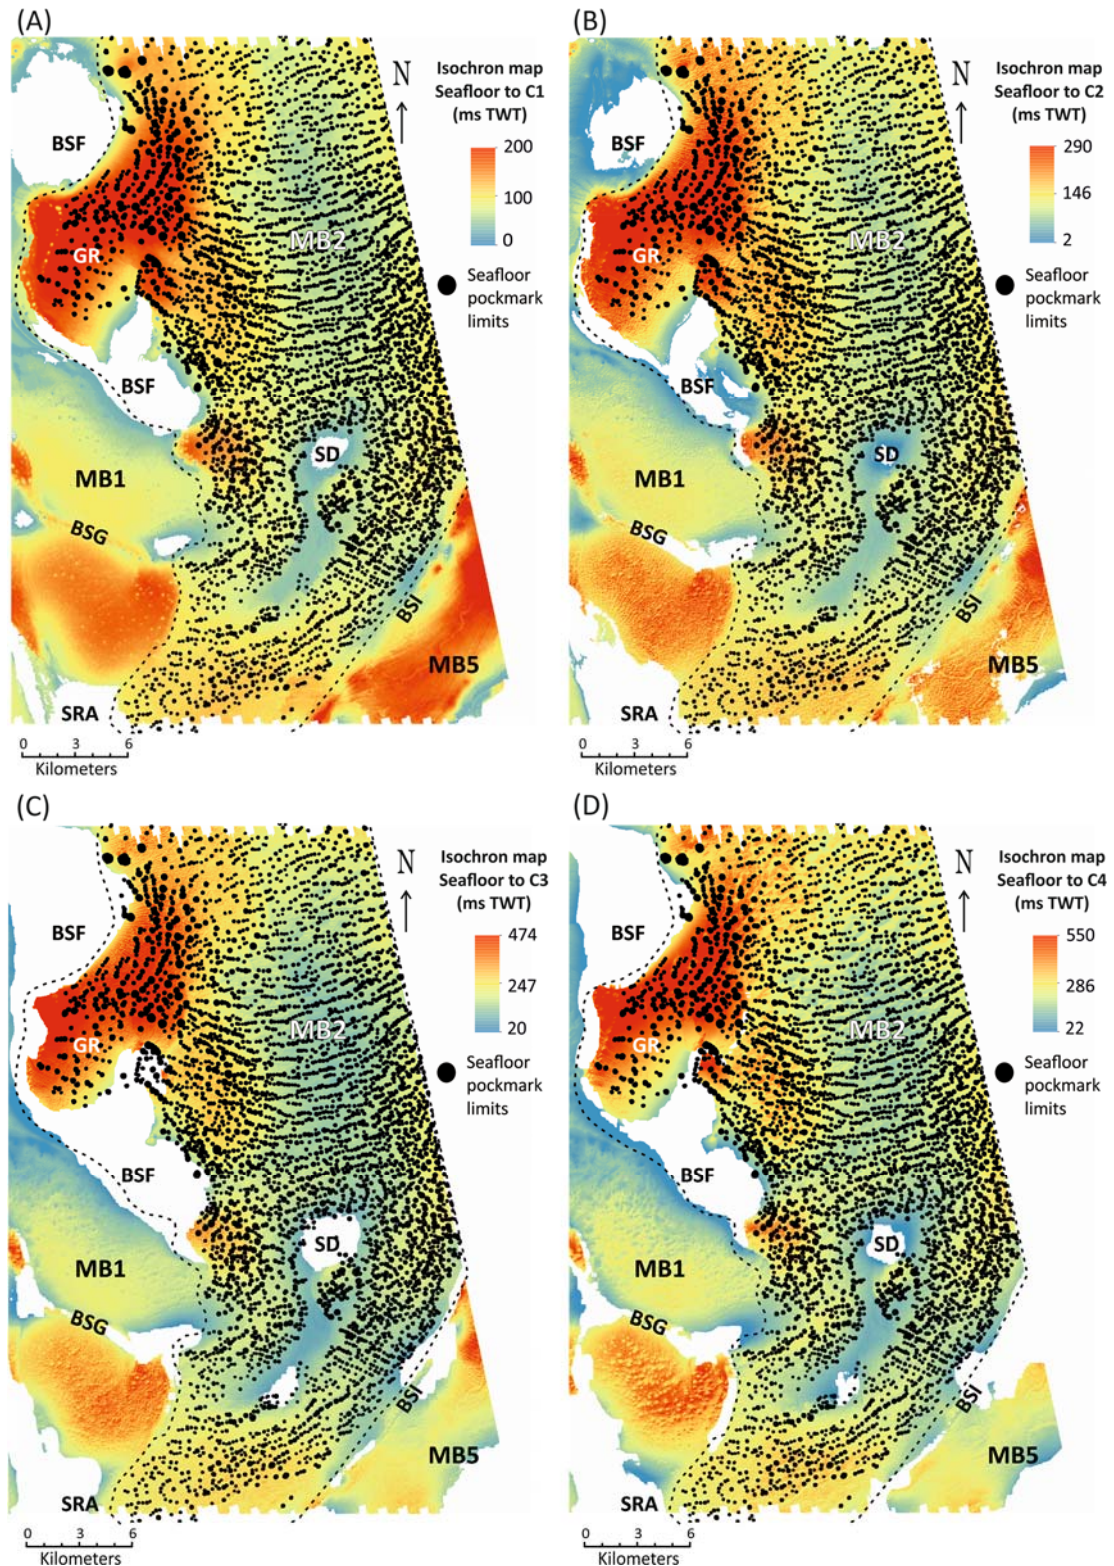 (A)
N
Isochron map
Seafloor to C1
(ms TWT)
200
100
0
Seafloor
pockmark
limits
BSF
GR
MB2
BSF
SD
MB1
BSG
BSI
MB5
SRA
0 3 6
Kilometers
(B)
N
Isochron map
Seafloor to C2
(ms TWT)
290
146
2
Seafloor
pockmark
limits
BSF
GR
MB2
BSF
SD
MB1
BSG
BSI
MB5
SRA
0 3 6
Kilometers
(C)
N
Isochron map
Seafloor to C3
(ms TWT)
474
247
20
Seafloor
pockmark
limits
BSF
GR
MB2
BSF
SD
MB1
BSG
BSI
MB5
SRA
0 3 6
Kilometers
(D)
N
Isochron map
Seafloor to C4
(ms TWT)
550
286
22
Seafloor
pockmark
limits
BSF
GR
MB2
BSF
SD
MB1
BSG
BSI
MB5
SRA
0 3 6
Kilometers